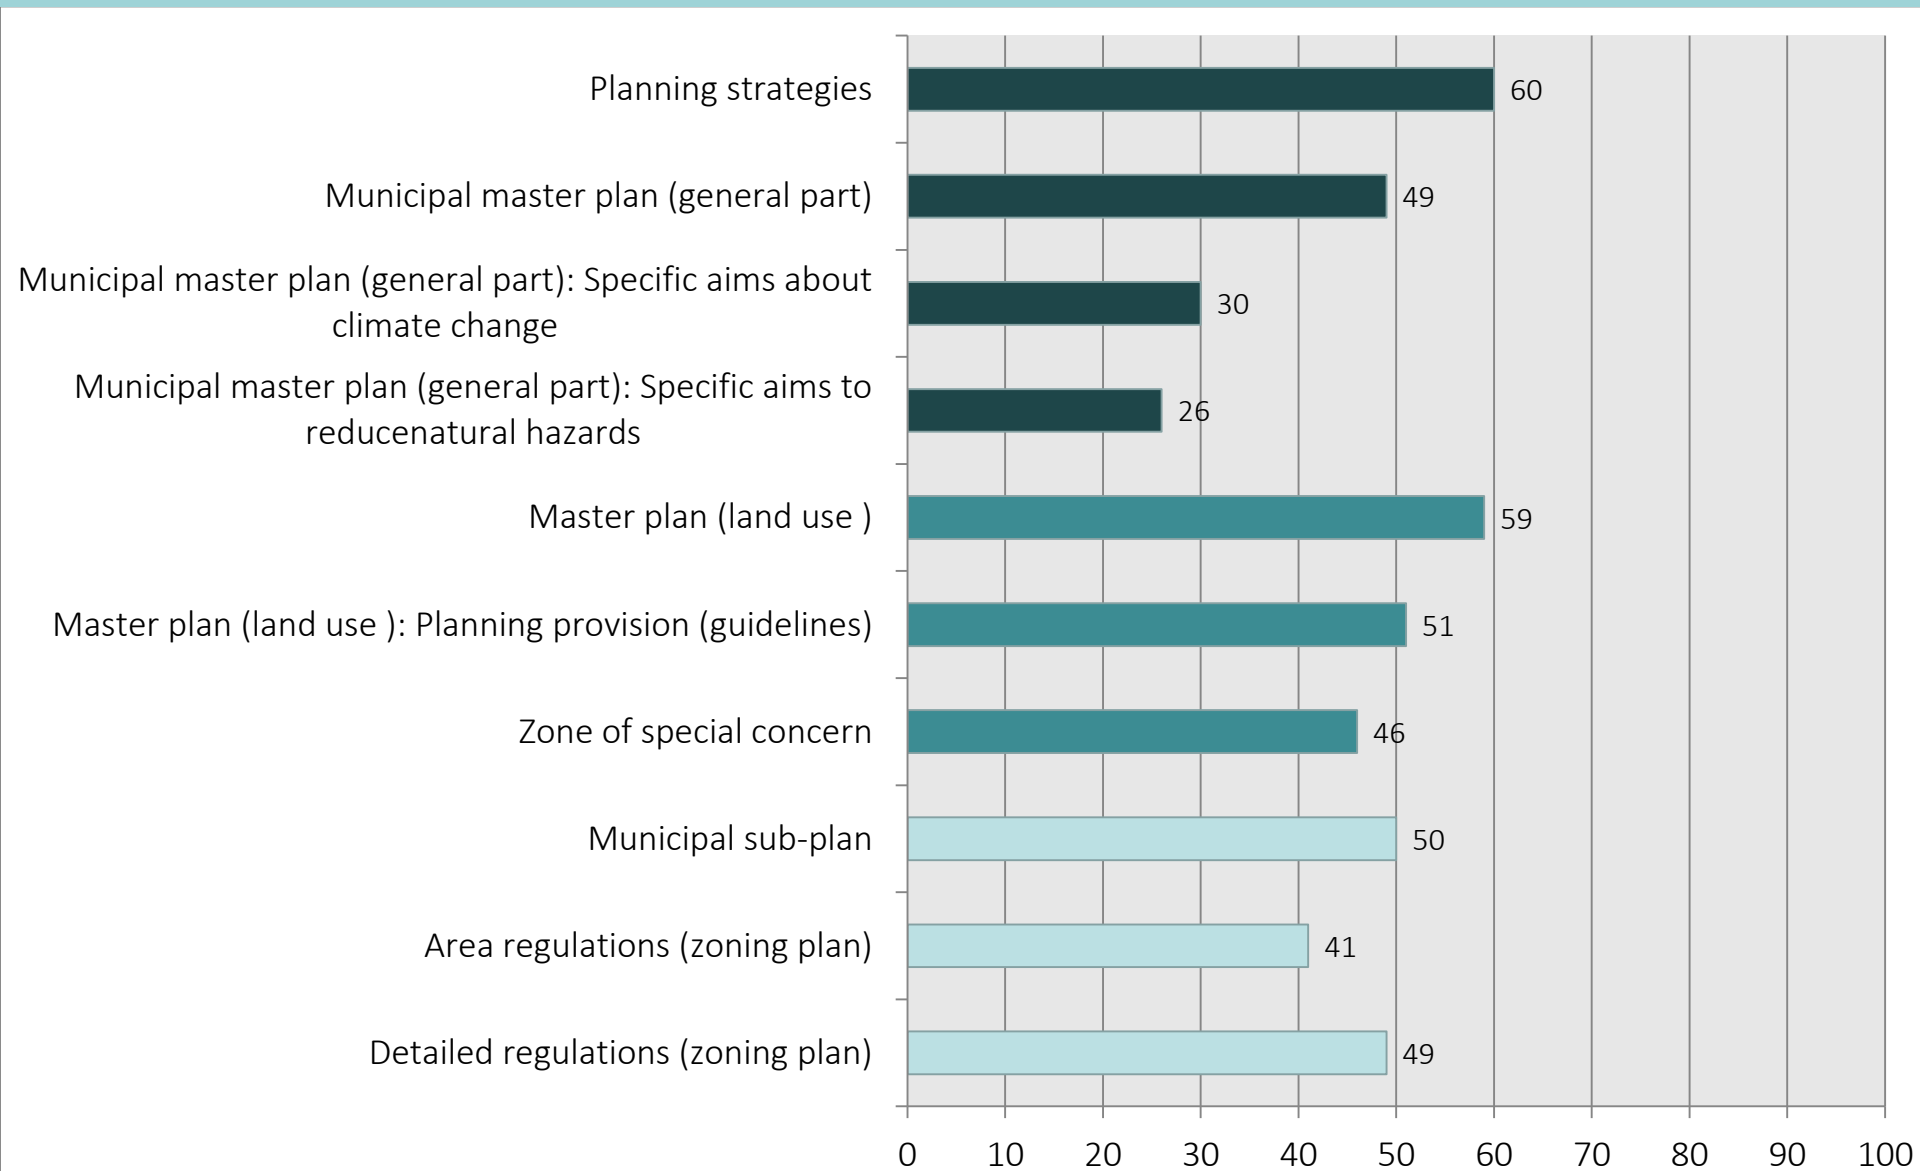 Planning strategies
60
Municipal master plan (general part)
49
Municipal master plan (general part): Specific aims about
climate change
30
Municipal master plan (general part): Specific aims to
reducenatural hazards
26
Master plan (land use )
59
Master plan (land use ): Planning provision (guidelines)
51
Zone of special concern
46
Municipal sub-plan
50
Area regulations (zoning plan)
41
Detailed regulations (zoning plan)
49
0 10 20 30 40 50 60 70 80 90 100